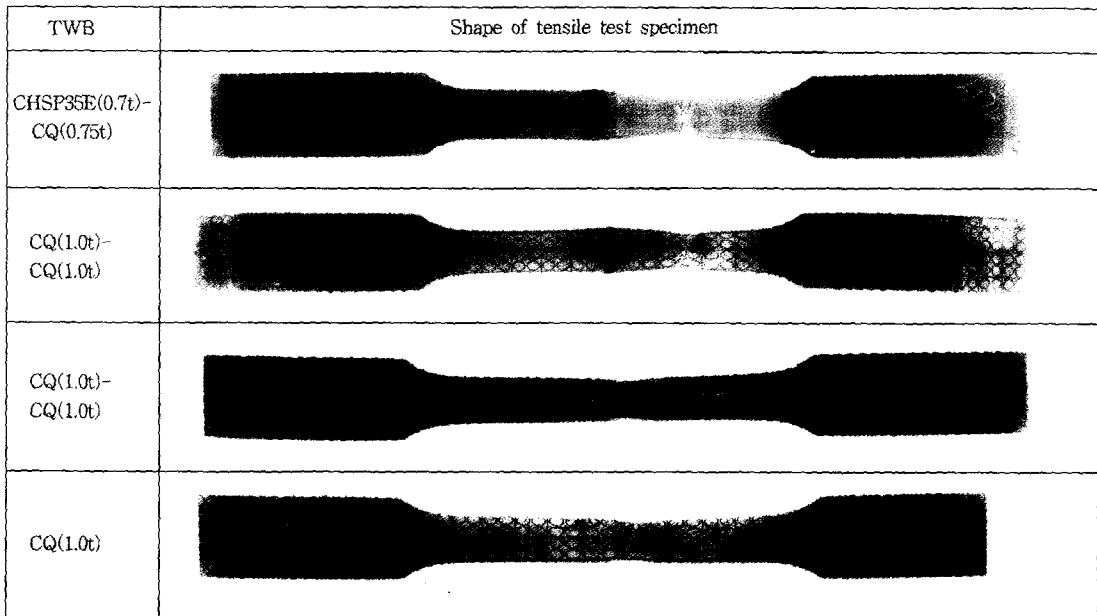 TWB
Shape of tensile test specimen
CHSP35E(0.7t)-
CQ(0.75t)
CQ(1.0t)-
CQ(1.0t)
CQ(1.0t)-
CQ(1.0t)
CQ(1.0t)